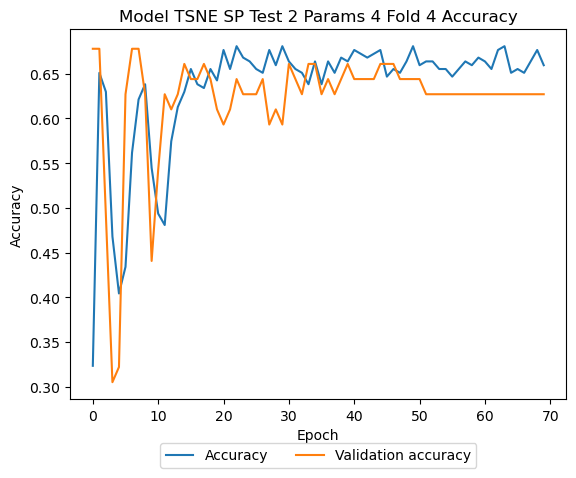 Model TSNE SP Test 2 Params 4 Fold 4 Accuracy
0.65
0.60
0.55
0.50
0.45
0.40
0.35
0.30
Accuracy
0 10 20 30 40 50 60 70
Epoch
Accuracy Validation accuracy